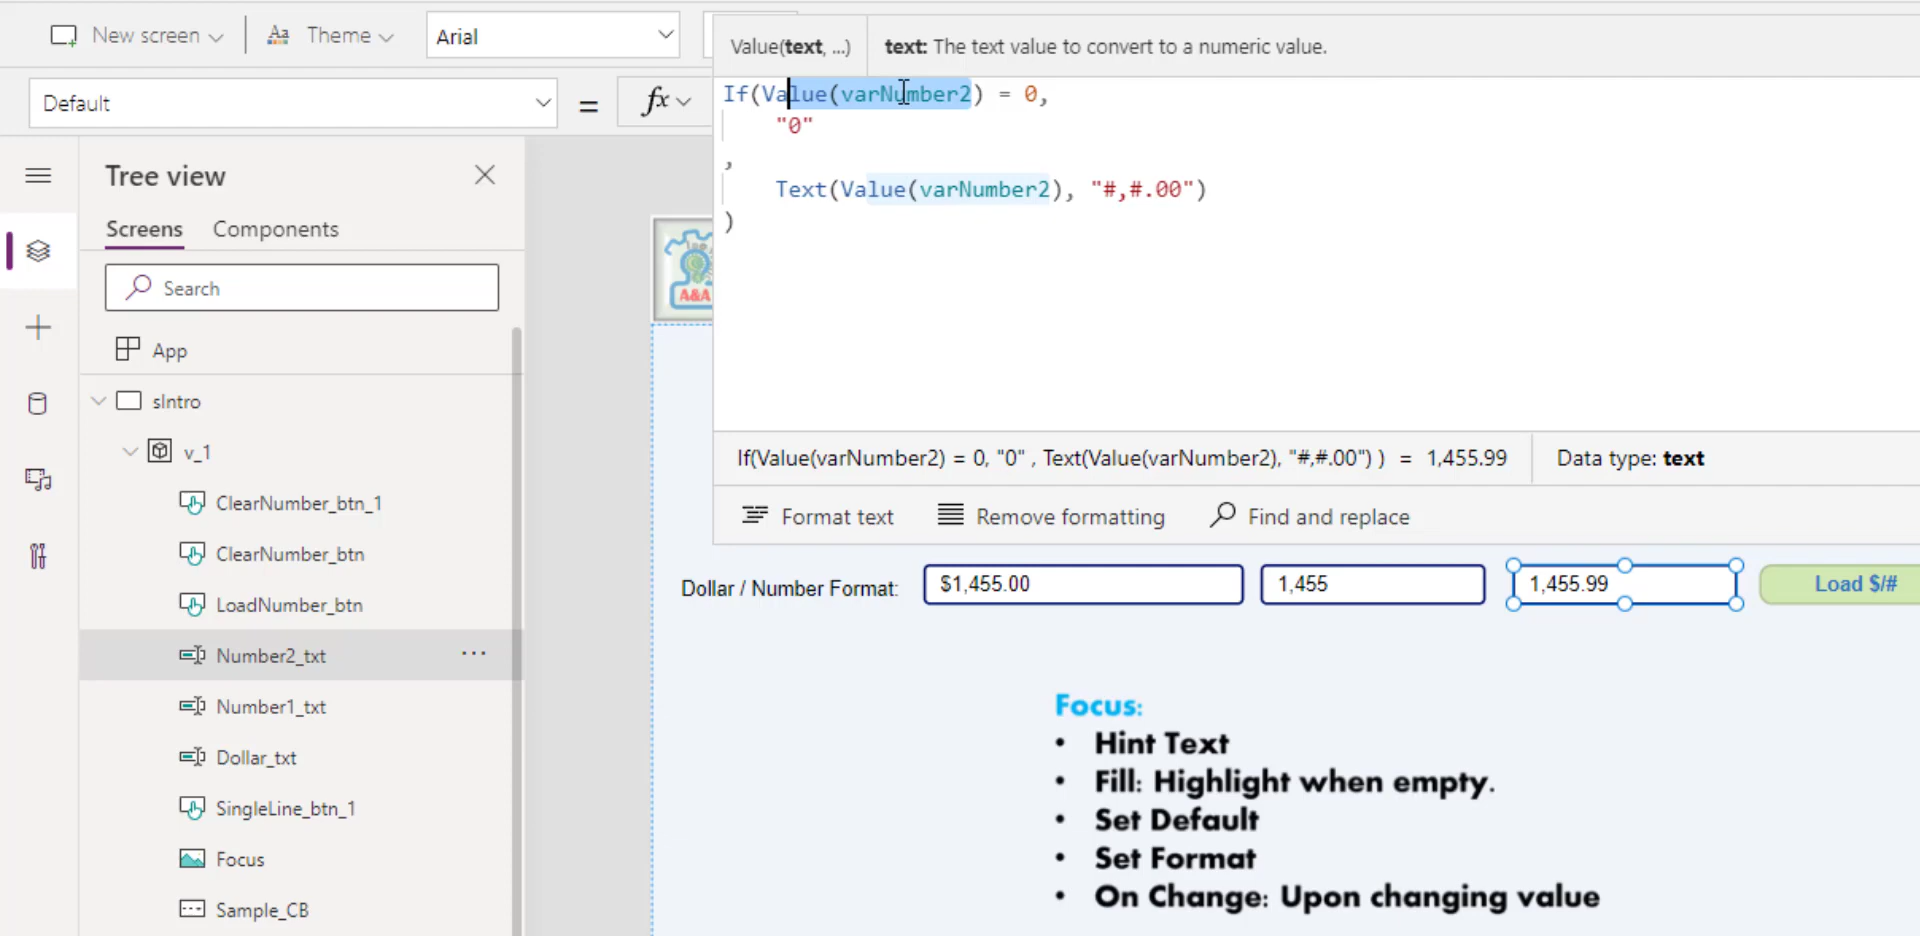 New screen
Aa Theme
Arial
Value(text, ...)
text: The text value to convert to a numeric value.
Default
=
fx
If(Value(varNumber2) = 0,
"0"
,
Text(Value(varNumber2), "#,#.00")
)
Tree view
Screens
Components
Search
App
sIntro
v_1
ClearNumber_btn_1
ClearNumber_btn
LoadNumber_btn
Number2_txt
...
Number1_txt
Dollar_txt
SingleLine_btn_1
Focus
Sample_CB
A&A
If(Value(varNumber2) = 0, "0" , Text(Value(varNumber2), "#,#.00") ) = 1,455.99
Data type: text
Format text
Remove formatting
Find and replace
Dollar / Number Format:
$1,455.00
1,455
1,455.99
Load $/#
Focus:
• Hint Text
• Fill: Highlight when empty.
• Set Default
• Set Format
• On Change: Upon changing value